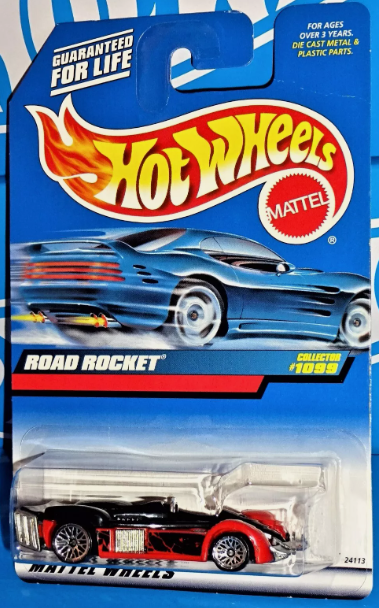 GUARANTEED
FOR LIFE
FOR AGES
OVER 3 YEARS.
DIE CAST METAL &
PLASTIC PARTS.
HOT WHEELS
MATTEL
®
ROAD ROCKET®
COLLECTOR
#1099
24113
MATTEL WHEELS